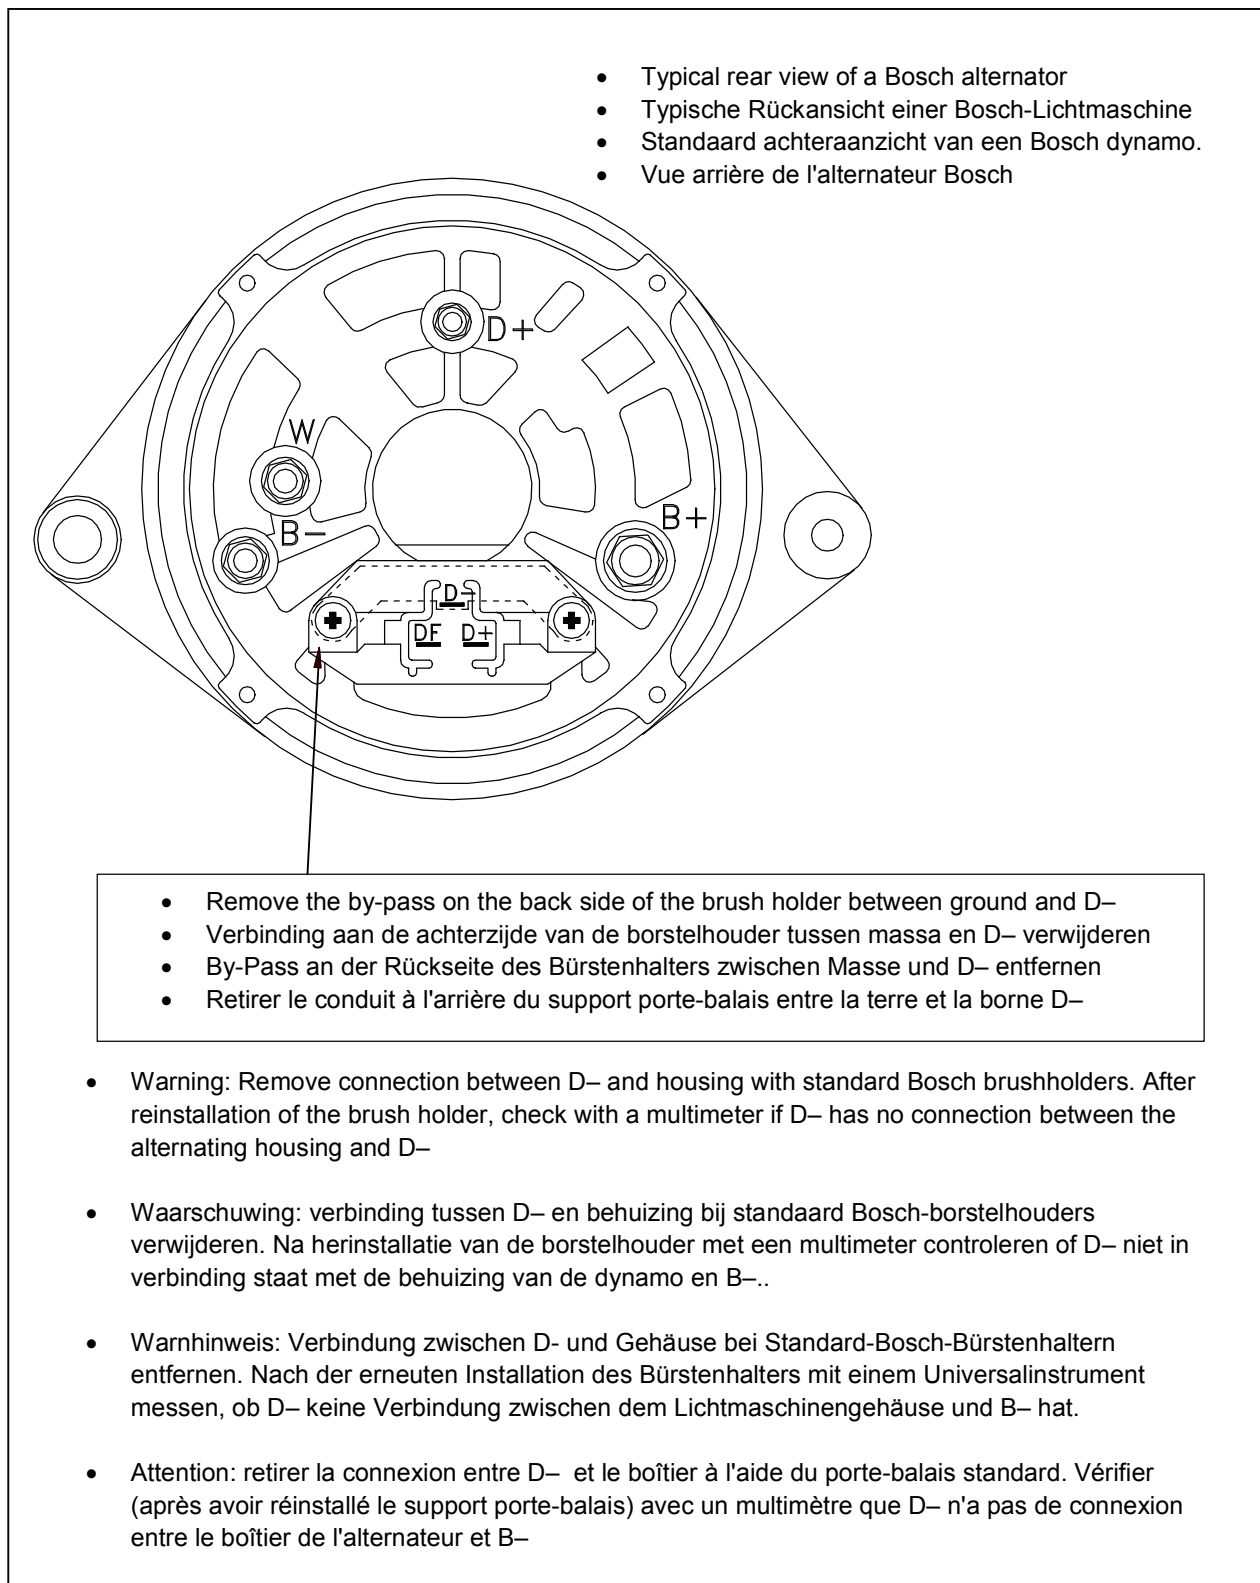 • Typical rear view of a Bosch alternator
• Typische Rückansicht einer Bosch-Lichtmaschine
• Standaard achteraanzicht van een Bosch dynamo.
• Vue arrière de l'alternateur Bosch
D+
W
B–
B+
D–
DF D+
• Remove the by-pass on the back side of the brush holder between ground and D–
• Verbinding aan de achterzijde van de borstelhouder tussen massa en D– verwijderen
• By-Pass an der Rückseite des Bürstenhalters zwischen Masse und D– entfernen
• Retirer le conduit à l'arrière du support porte-balais entre la terre et la borne D–
• Warning: Remove connection between D– and housing with standard Bosch brushholders. After
reinstallation of the brush holder, check with a multimeter if D– has no connection between the
alternating housing and D–
• Waarschuwing: verbinding tussen D– en behuizing bij standaard Bosch-borstelhouders
verwijderen. Na herinstallatie van de borstelhouder met een multimeter controleren of D– niet in
verbinding staat met de behuizing van de dynamo en B–..
• Warnhinweis: Verbindung zwischen D- und Gehäuse bei Standard-Bosch-Bürstenhaltern
entfernen. Nach der erneuten Installation des Bürstenhalters mit einem Universalinstrument
messen, ob D– keine Verbindung zwischen dem Lichtmaschinengehäuse und B– hat.
• Attention: retirer la connexion entre D– et le boîtier à l'aide du porte-balais standard. Vérifier
(après avoir réinstallé le support porte-balais) avec un multimètre que D– n'a pas de connexion
entre le boîtier de l'alternateur et B–